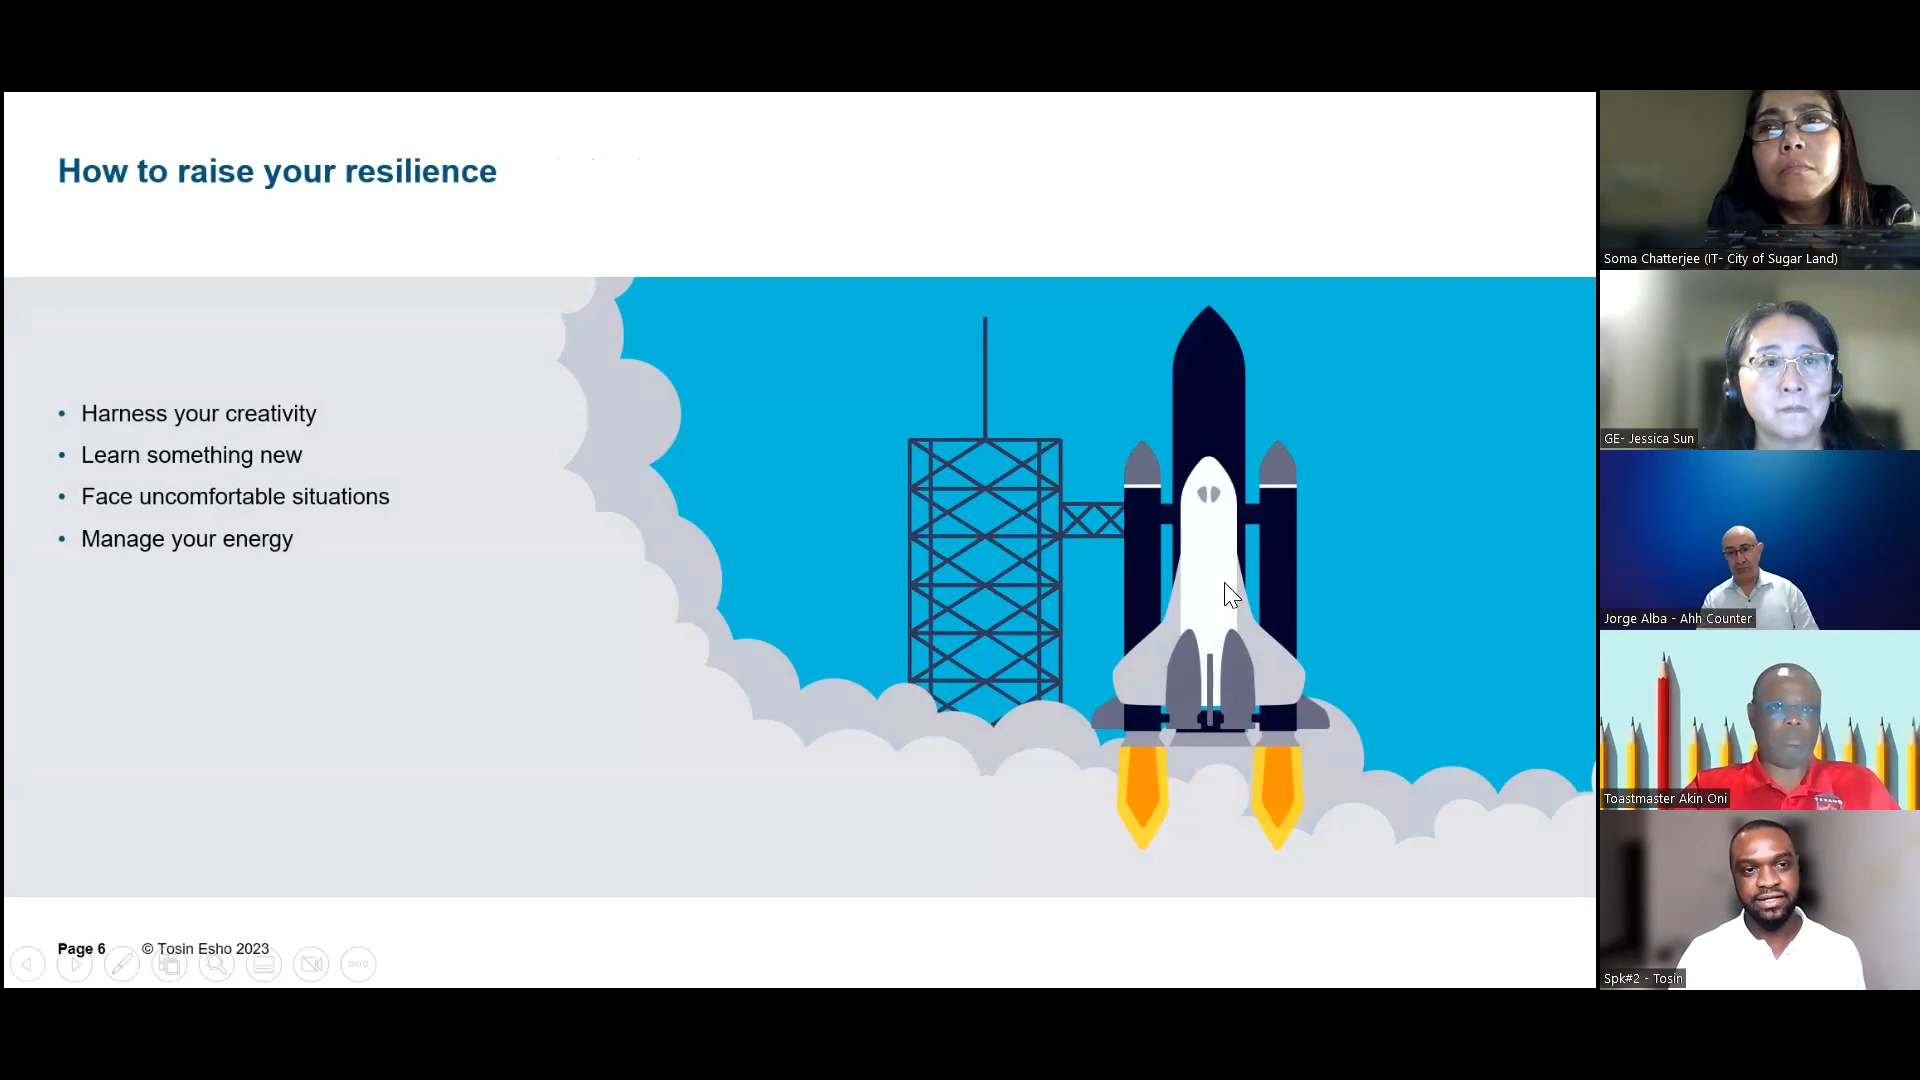 How to raise your resilience
• Harness your creativity
• Learn something new
• Face uncomfortable situations
• Manage your energy
Page 6 © Tosin Esho 2023
Soma Chatterjee (IT- City of Sugar Land)
GE- Jessica Sun
Jorge Alba - Ahh Counter
Toastmaster Akin Oni
Spk#2 - Tosin